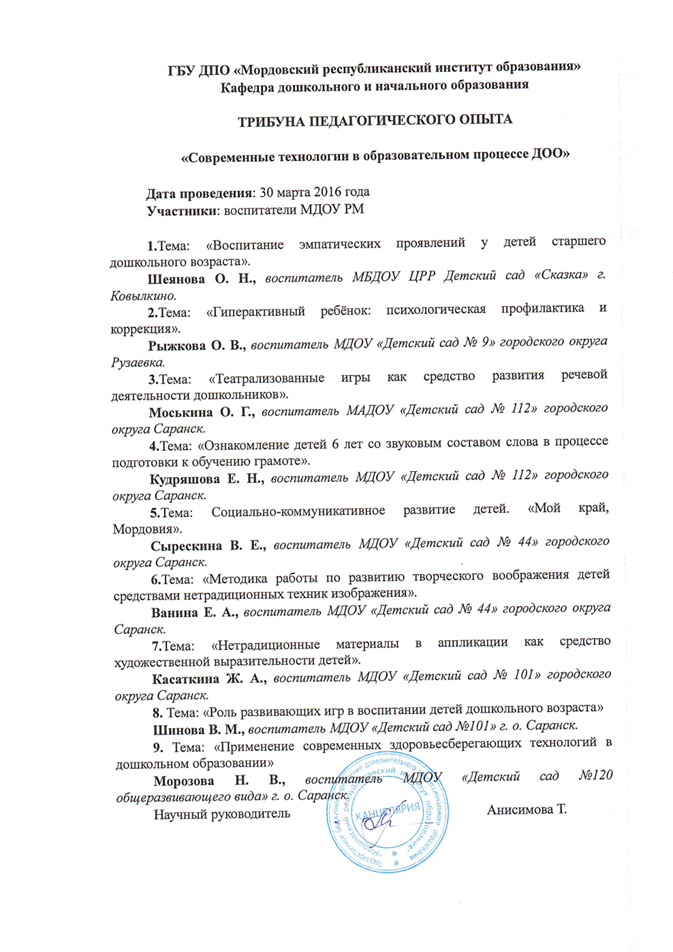 ГБУ ДПО «Мордовский республиканский институт образования»
Кафедра дошкольного и начального образования
ТРИБУНА ПЕДАГОГИЧЕСКОГО ОПЫТА
«Современные технологии в образовательном процессе ДОО»
Дата проведения: 30 марта 2016 года
Участники: воспитатели МДОУ РМ
1.Тема: «Воспитание эмпатических проявлений у детей старшего
дошкольного возраста».
Шеянова О. Н., воспитатель МБДОУ ЦРР Детский сад «Сказка» г.
Ковылкино.
2.Тема: «Гиперактивный ребёнок: психологическая профилактика и
коррекция».
Рыжкова О. В., воспитатель МДОУ «Детский сад № 9» городского округа
Рузаевка.
3.Тема: «Театрализованные игры как средство развития речевой
деятельности дошкольников».
Моськина О. Г., воспитатель МАДОУ «Детский сад № 112» городского
округа Саранск.
4.Тема: «Ознакомление детей 6 лет со звуковым составом слова в процессе
подготовки к обучению грамоте».
Кудряшова Е. Н., воспитатель МДОУ «Детский сад № 112» городского
округа Саранск.
5.Тема: Социально-коммуникативное развитие детей. «Мой край,
Мордовия».
Сырескина В. Е., воспитатель МДОУ «Детский сад № 44» городского
округа Саранск.
6.Тема: «Методика работы по развитию творческого воображения детей
средствами нетрадиционных техник изображения».
Ванина Е. А., воспитатель МДОУ «Детский сад № 44» городского округа
Саранск.
7.Тема: «Нетрадиционные материалы в аппликации как средство
художественной выразительности детей».
Касаткина Ж. А., воспитатель МДОУ «Детский сад № 101» городского
округа Саранск.
8. Тема: «Роль развивающих игр в воспитании детей дошкольного возраста»
Шинова В. М., воспитатель МДОУ «Детский сад №101» г. о. Саранск.
9. Тема: «Применение современных здоровьесберегающих технологий в
дошкольном образовании»
Морозова Н. В., воспитатель МДОУ «Детский сад №120
общеразвивающего вида» г. о. Саранск.
Научный руководитель Анисимова Т.
КАНЦЕЛЯРИЯ